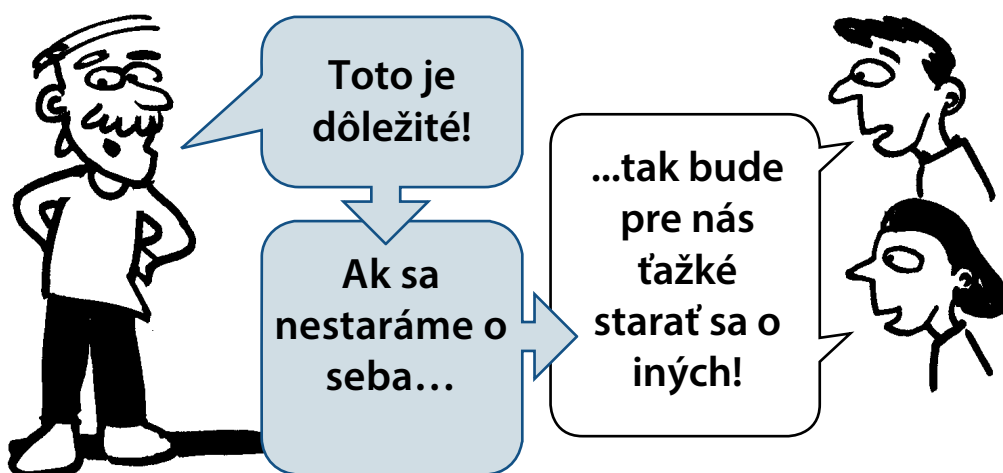 Toto je
dôležité!
Ak sa
nestaráme o
seba...
...tak bude
pre nás
ťažké
starať sa o
iných!